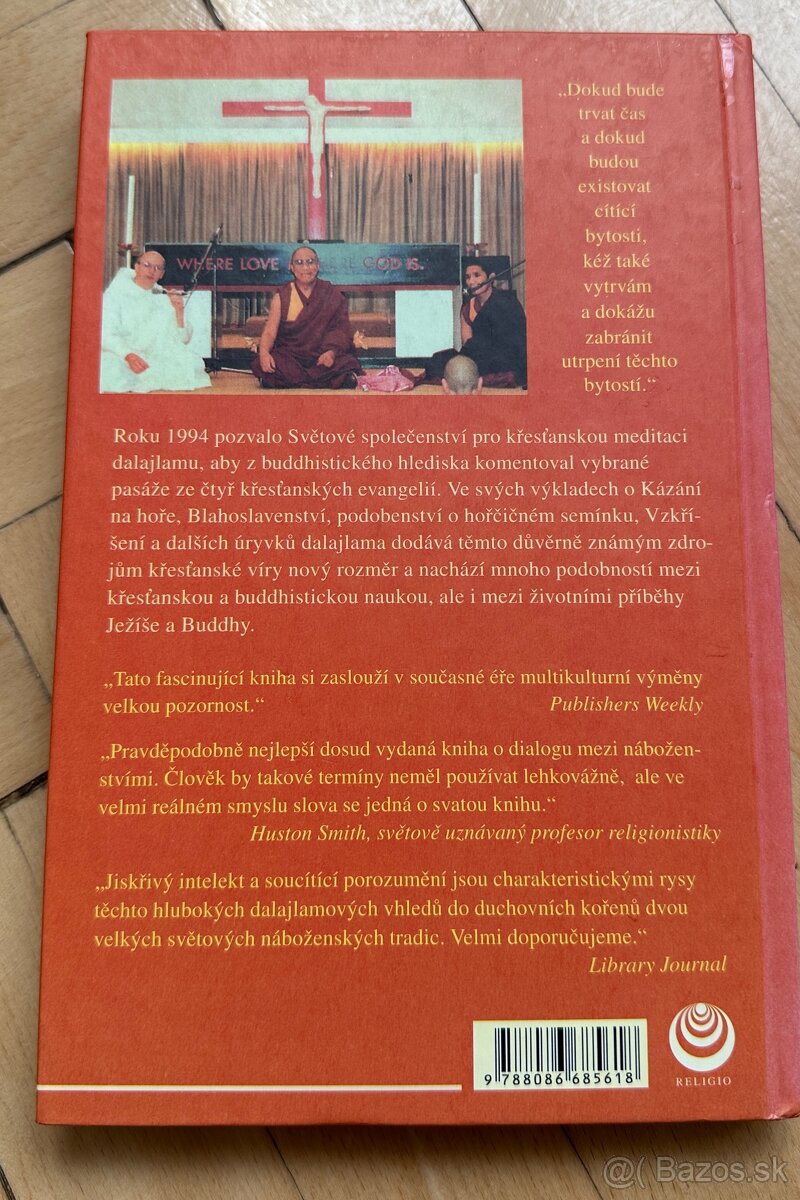 WHERE LOVE
RE GOD IS.
„Dokud bude
trvat čas
a dokud
budou
existovat
cítící
bytosti,
kéž také
vytrvám
a dokážu
zabránit
utrpení těchto
bytostí.“
Roku 1994 pozvalo Světové společenství pro křesťanskou meditaci
dalajlamu, aby z buddhistického hlediska komentoval vybrané
pasáže ze čtyř křesťanských evangelií. Ve svých výkladech o Kázání
na hoře, Blahoslavenství, podobenství o hořčičném semínku, Vzkří-
šení a dalších úryvků dalajlama dodává těmto důvěrně známým zdro-
jům křesťanské víry nový rozměr a nachází mnoho podobností mezi
křesťanskou a buddhistickou naukou, ale i mezi životními příběhy
Ježíše a Buddhy.
„Tato fascinující kniha si zaslouží v současné éře multikulturní výměny
velkou pozornost.“ Publishers Weekly
„Pravděpodobně nejlepší dosud vydaná kniha o dialogu mezi nábožen-
stvími. Člověk by takové termíny neměl používat lehkovážně, ale ve
velmi reálném smyslu slova se jedná o svatou knihu.“
Huston Smith, světově uznávaný profesor religionistiky
„Jiskřivý intelekt a soucítící porozumění jsou charakteristickými rysy
těchto hlubokých dalajlamových vhledů do duchovních kořenů dvou
velkých světových náboženských tradic. Velmi doporučujeme.“
Library Journal
9 788086 685618
RELIGIO
@( Bazos.sk